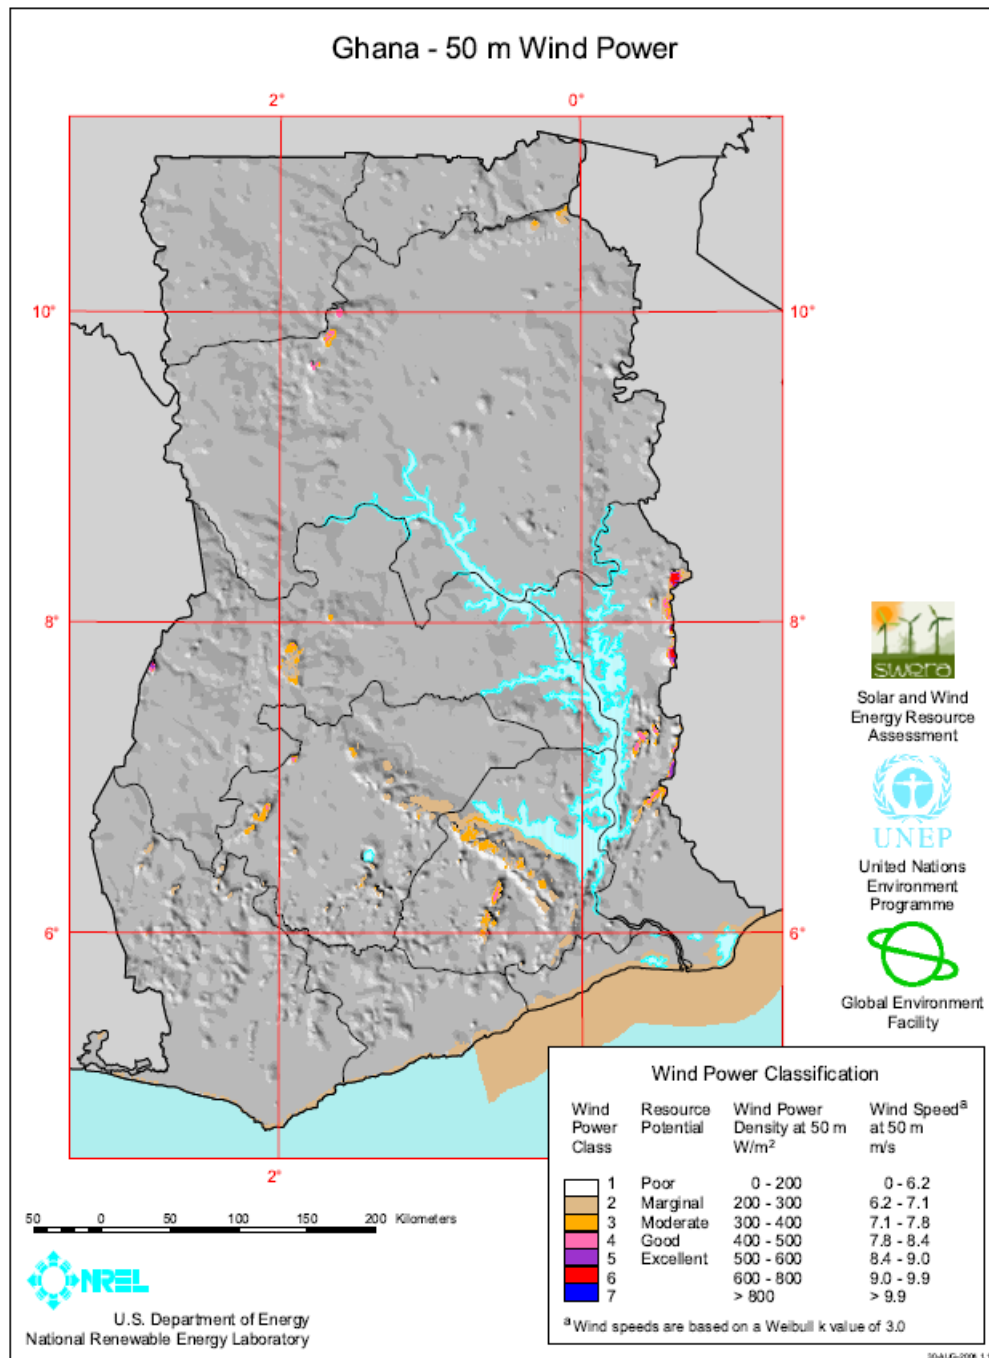 Ghana - 50 m Wind Power
2° 0°
10° 10°
8° 8°
swera
Solar and Wind
Energy Resource
Assessment
UNEP
United Nations
Environment
Programme
6° 6°
Global Environment
Facility
2°
Wind Power Classification
Wind Power Class Resource Potential Wind Power Density at 50 m W/m² Wind Speedᵃ at 50 m m/s
1 Poor 0 - 200 0 - 6.2
2 Marginal 200 - 300 6.2 - 7.1
3 Moderate 300 - 400 7.1 - 7.8
4 Good 400 - 500 7.8 - 8.4
5 Excellent 500 - 600 8.4 - 9.0
6 600 - 800 9.0 - 9.9
7 > 800 > 9.9
ᵃ Wind speeds are based on a Weibull k value of 3.0
50 0 50 100 150 200 Kilometers
NREL
U.S. Department of Energy
National Renewable Energy Laboratory